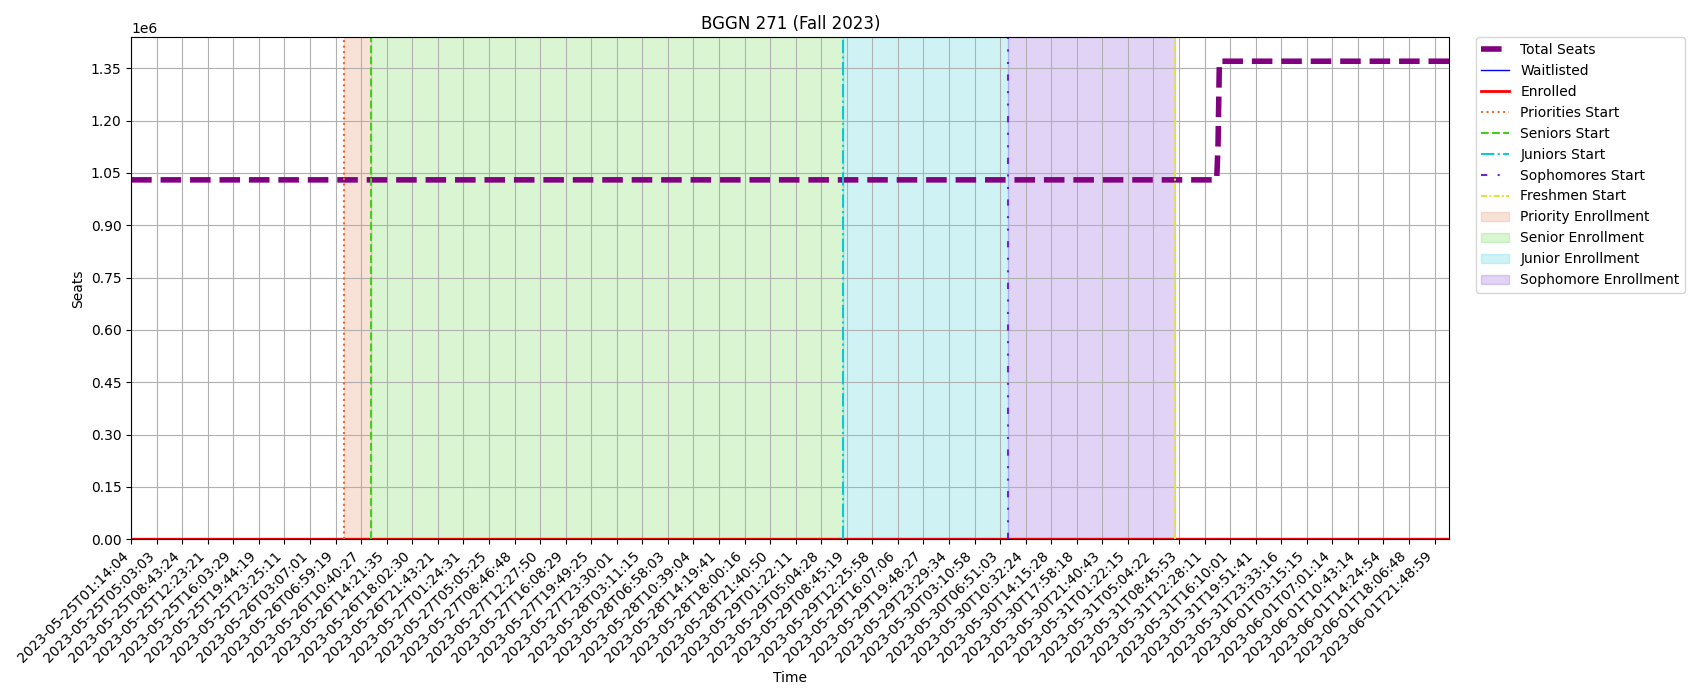 BGGN 271 (Fall 2023)
1e6
1.35
1.20
1.05
0.90
0.75
0.60
0.45
0.30
0.15
0.00
Seats
2023-05-25T01:14:04
2023-05-25T05:03:03
2023-05-25T08:43:24
2023-05-25T12:23:21
2023-05-25T16:03:29
2023-05-25T19:44:19
2023-05-25T23:25:11
2023-05-26T03:07:01
2023-05-26T06:59:19
2023-05-26T10:40:27
2023-05-26T14:21:35
2023-05-26T18:02:30
2023-05-26T21:43:21
2023-05-27T01:24:31
2023-05-27T05:05:25
2023-05-27T08:46:48
2023-05-27T12:27:50
2023-05-27T16:08:29
2023-05-27T19:49:25
2023-05-27T23:30:01
2023-05-28T03:11:15
2023-05-28T06:58:03
2023-05-28T10:39:04
2023-05-28T14:19:41
2023-05-28T18:00:16
2023-05-28T21:40:50
2023-05-29T01:22:11
2023-05-29T05:04:28
2023-05-29T08:45:19
2023-05-29T12:25:58
2023-05-29T16:07:06
2023-05-29T19:48:27
2023-05-29T23:29:34
2023-05-30T03:10:58
2023-05-30T06:51:03
2023-05-30T10:32:24
2023-05-30T14:15:28
2023-05-30T17:58:18
2023-05-30T21:40:43
2023-05-31T01:22:15
2023-05-31T05:04:22
2023-05-31T08:45:53
2023-05-31T12:28:11
2023-05-31T16:10:01
2023-05-31T19:51:41
2023-05-31T23:33:16
2023-06-01T03:15:15
2023-06-01T07:01:14
2023-06-01T10:43:14
2023-06-01T14:24:54
2023-06-01T18:06:48
2023-06-01T21:48:59
Time
Total Seats
Waitlisted
Enrolled
Priorities Start
Seniors Start
Juniors Start
Sophomores Start
Freshmen Start
Priority Enrollment
Senior Enrollment
Junior Enrollment
Sophomore Enrollment